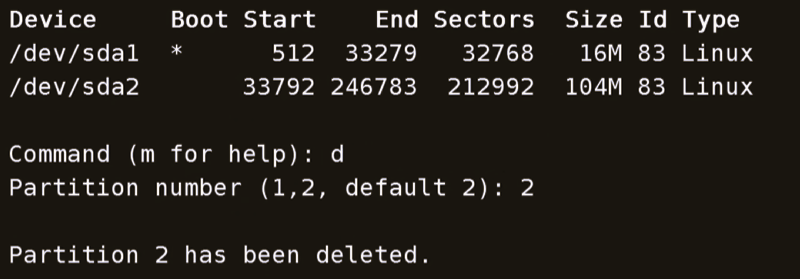 Device     Boot Start    End Sectors  Size Id Type
/dev/sda1  *      512  33279   32768   16M 83 Linux
/dev/sda2       33792 246783  212992  104M 83 Linux
Command (m for help): d
Partition number (1,2, default 2): 2
Partition 2 has been deleted.